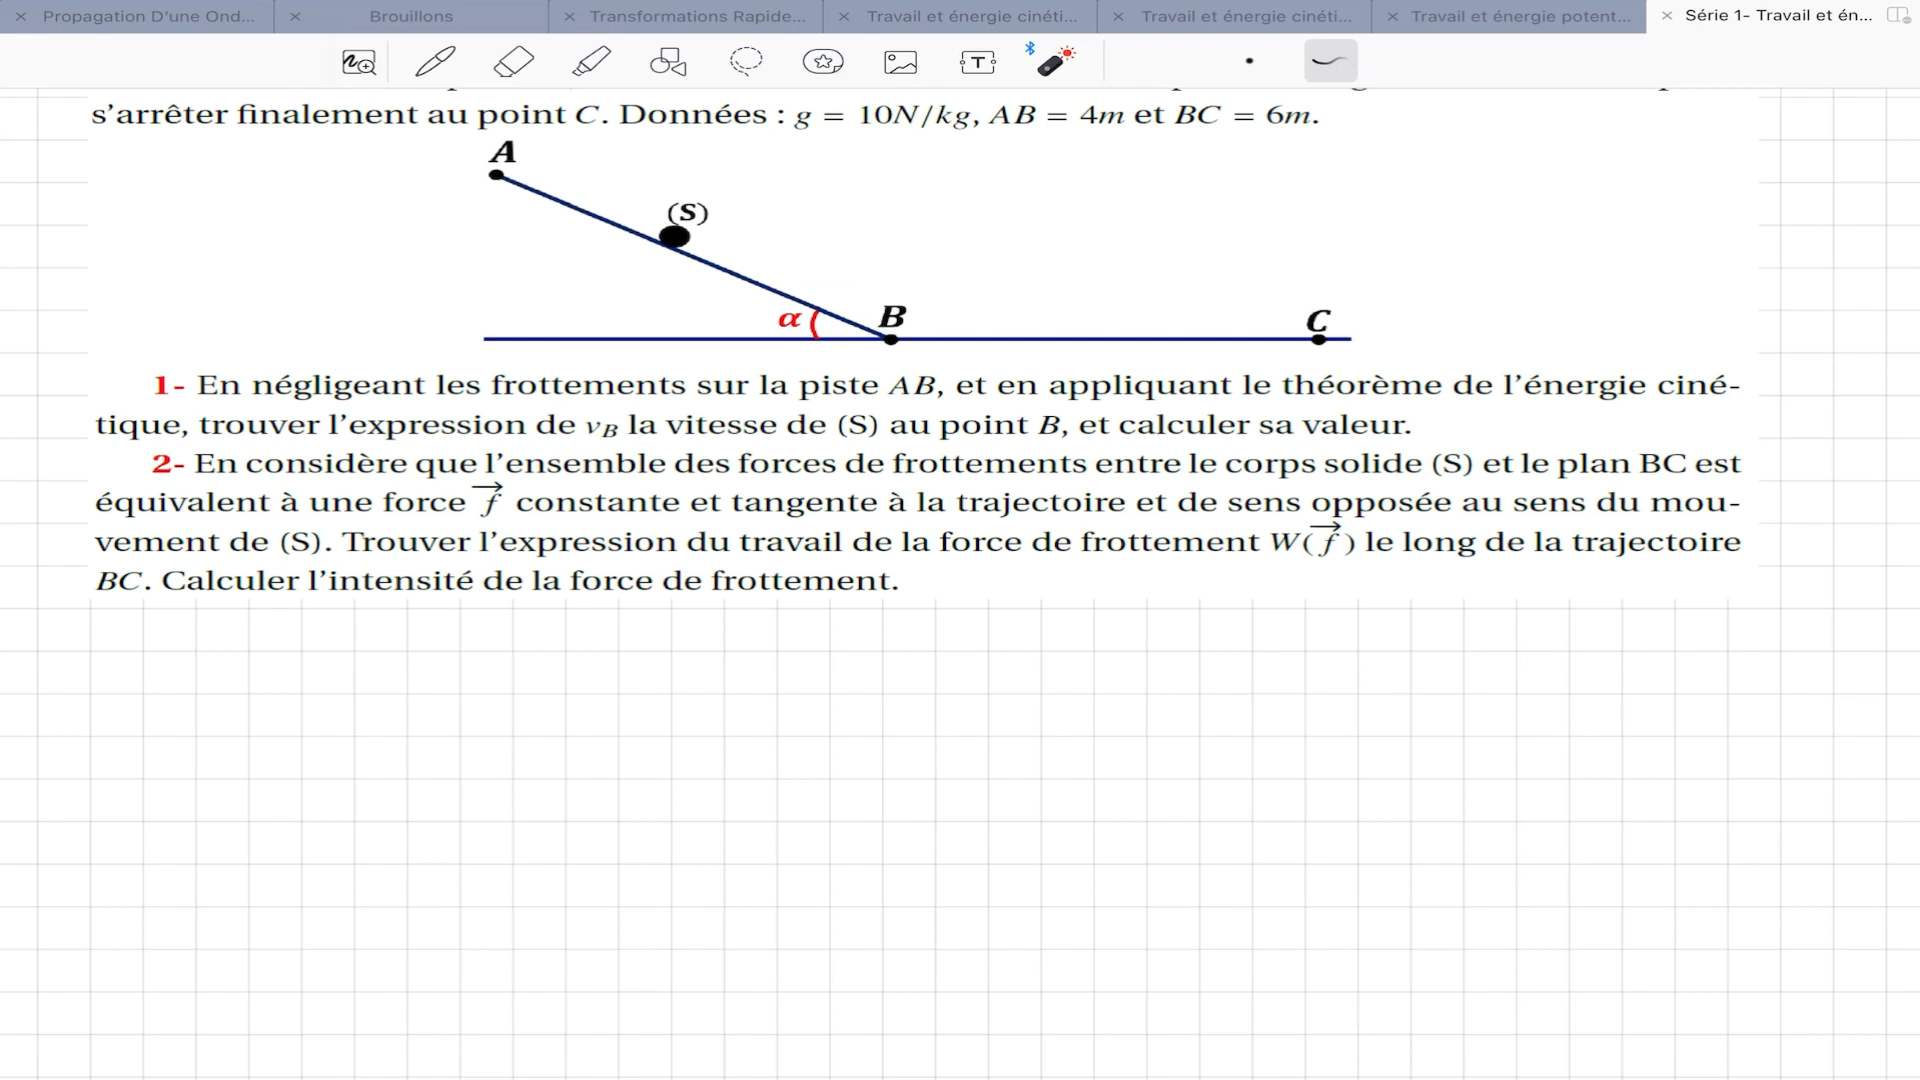 Propagation D'une Ond...
Brouillons
Transformations Rapide...
Travail et énergie cinéti...
Travail et énergie cinéti...
Travail et énergie potent...
Série 1- Travail et én...
s'arrêter finalement au point C. Données : g = 10N/kg, AB = 4m et BC = 6m.
A
(S)
α
B
C
1- En négligeant les frottements sur la piste AB, et en appliquant le théorème de l'énergie ciné-
tique, trouver l'expression de v_B la vitesse de (S) au point B, et calculer sa valeur.
2- En considère que l'ensemble des forces de frottements entre le corps solide (S) et le plan BC est
équivalent à une force \vec{f} constante et tangente à la trajectoire et de sens opposée au sens du mou-
vement de (S). Trouver l'expression du travail de la force de frottement W(\vec{f}) le long de la trajectoire
BC. Calculer l'intensité de la force de frottement.